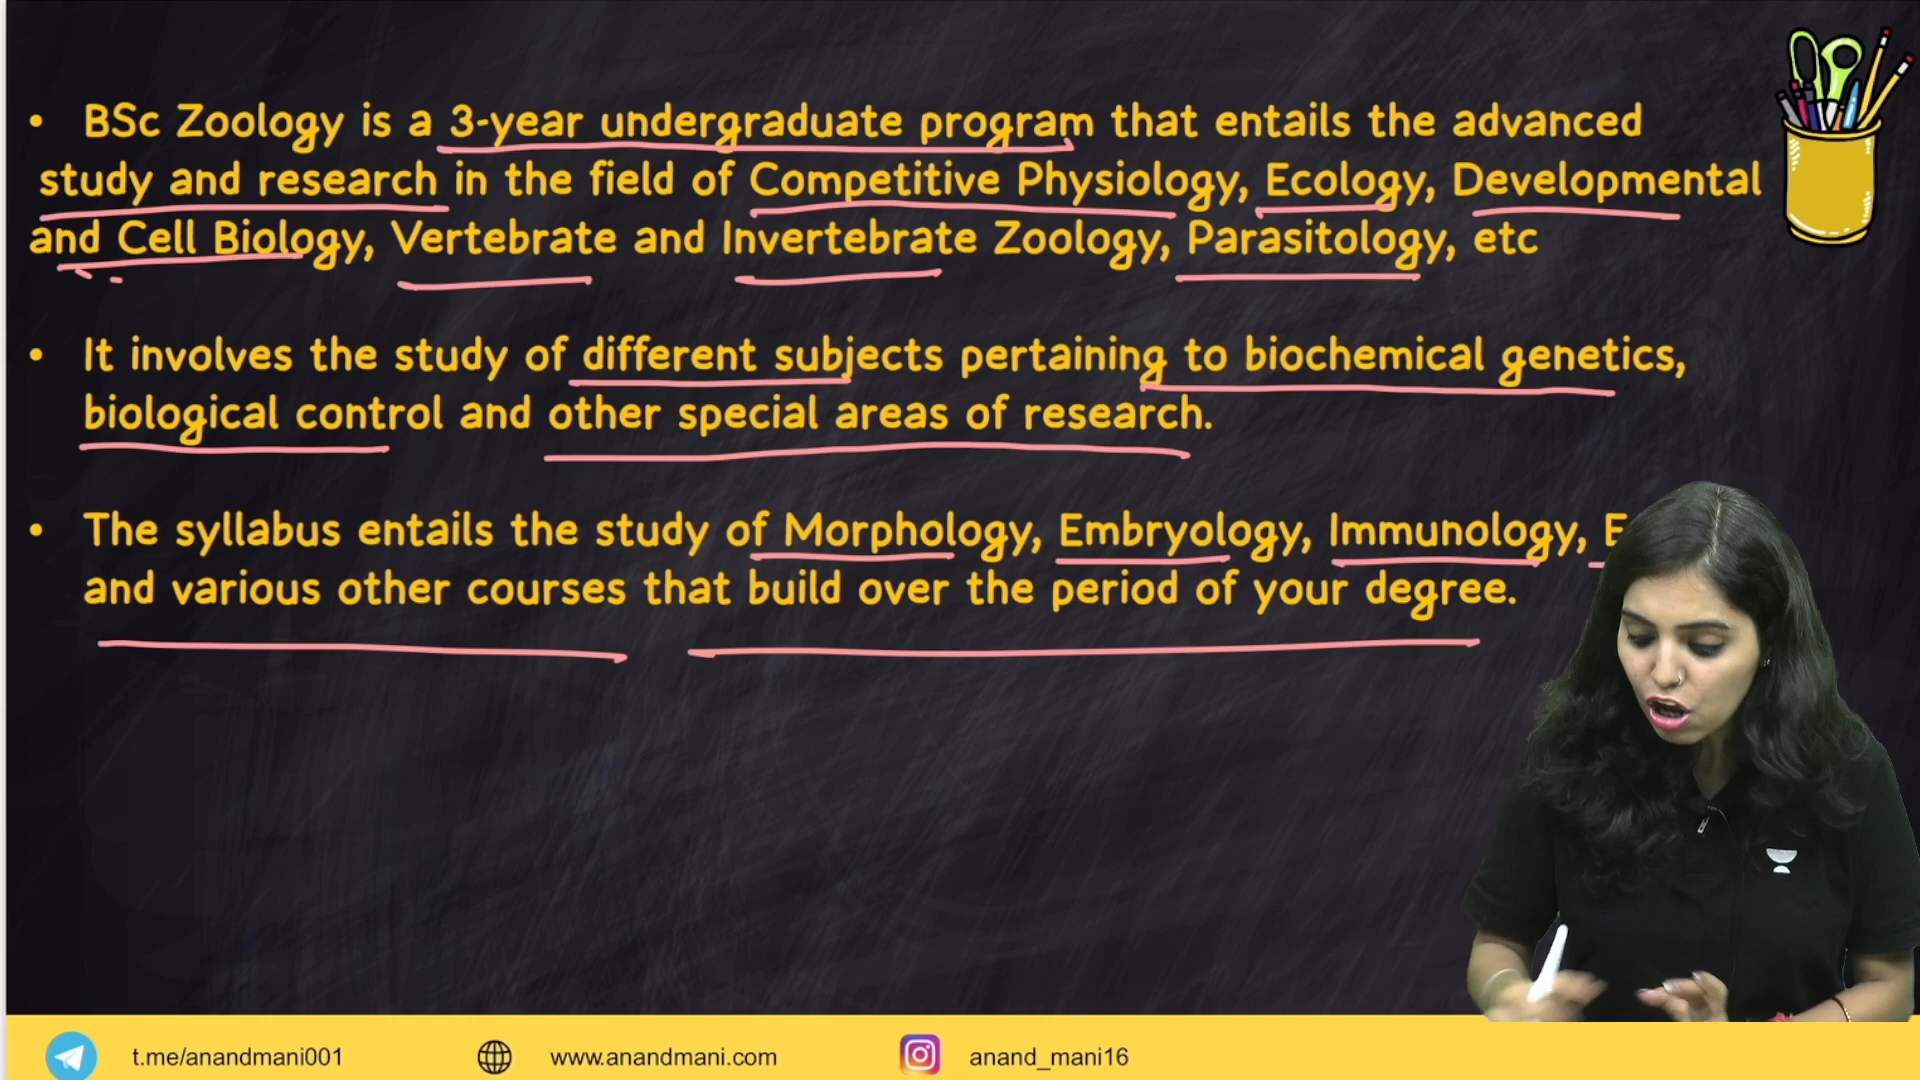 • BSc Zoology is a 3-year undergraduate program that entails the advanced
study and research in the field of Competitive Physiology, Ecology, Developmental
and Cell Biology, Vertebrate and Invertebrate Zoology, Parasitology, etc
• It involves the study of different subjects pertaining to biochemical genetics,
biological control and other special areas of research.
• The syllabus entails the study of Morphology, Embryology, Immunology,
and various other courses that build over the period of your degree.
t.me/anandmani001 www.anandmani.com anand_mani16